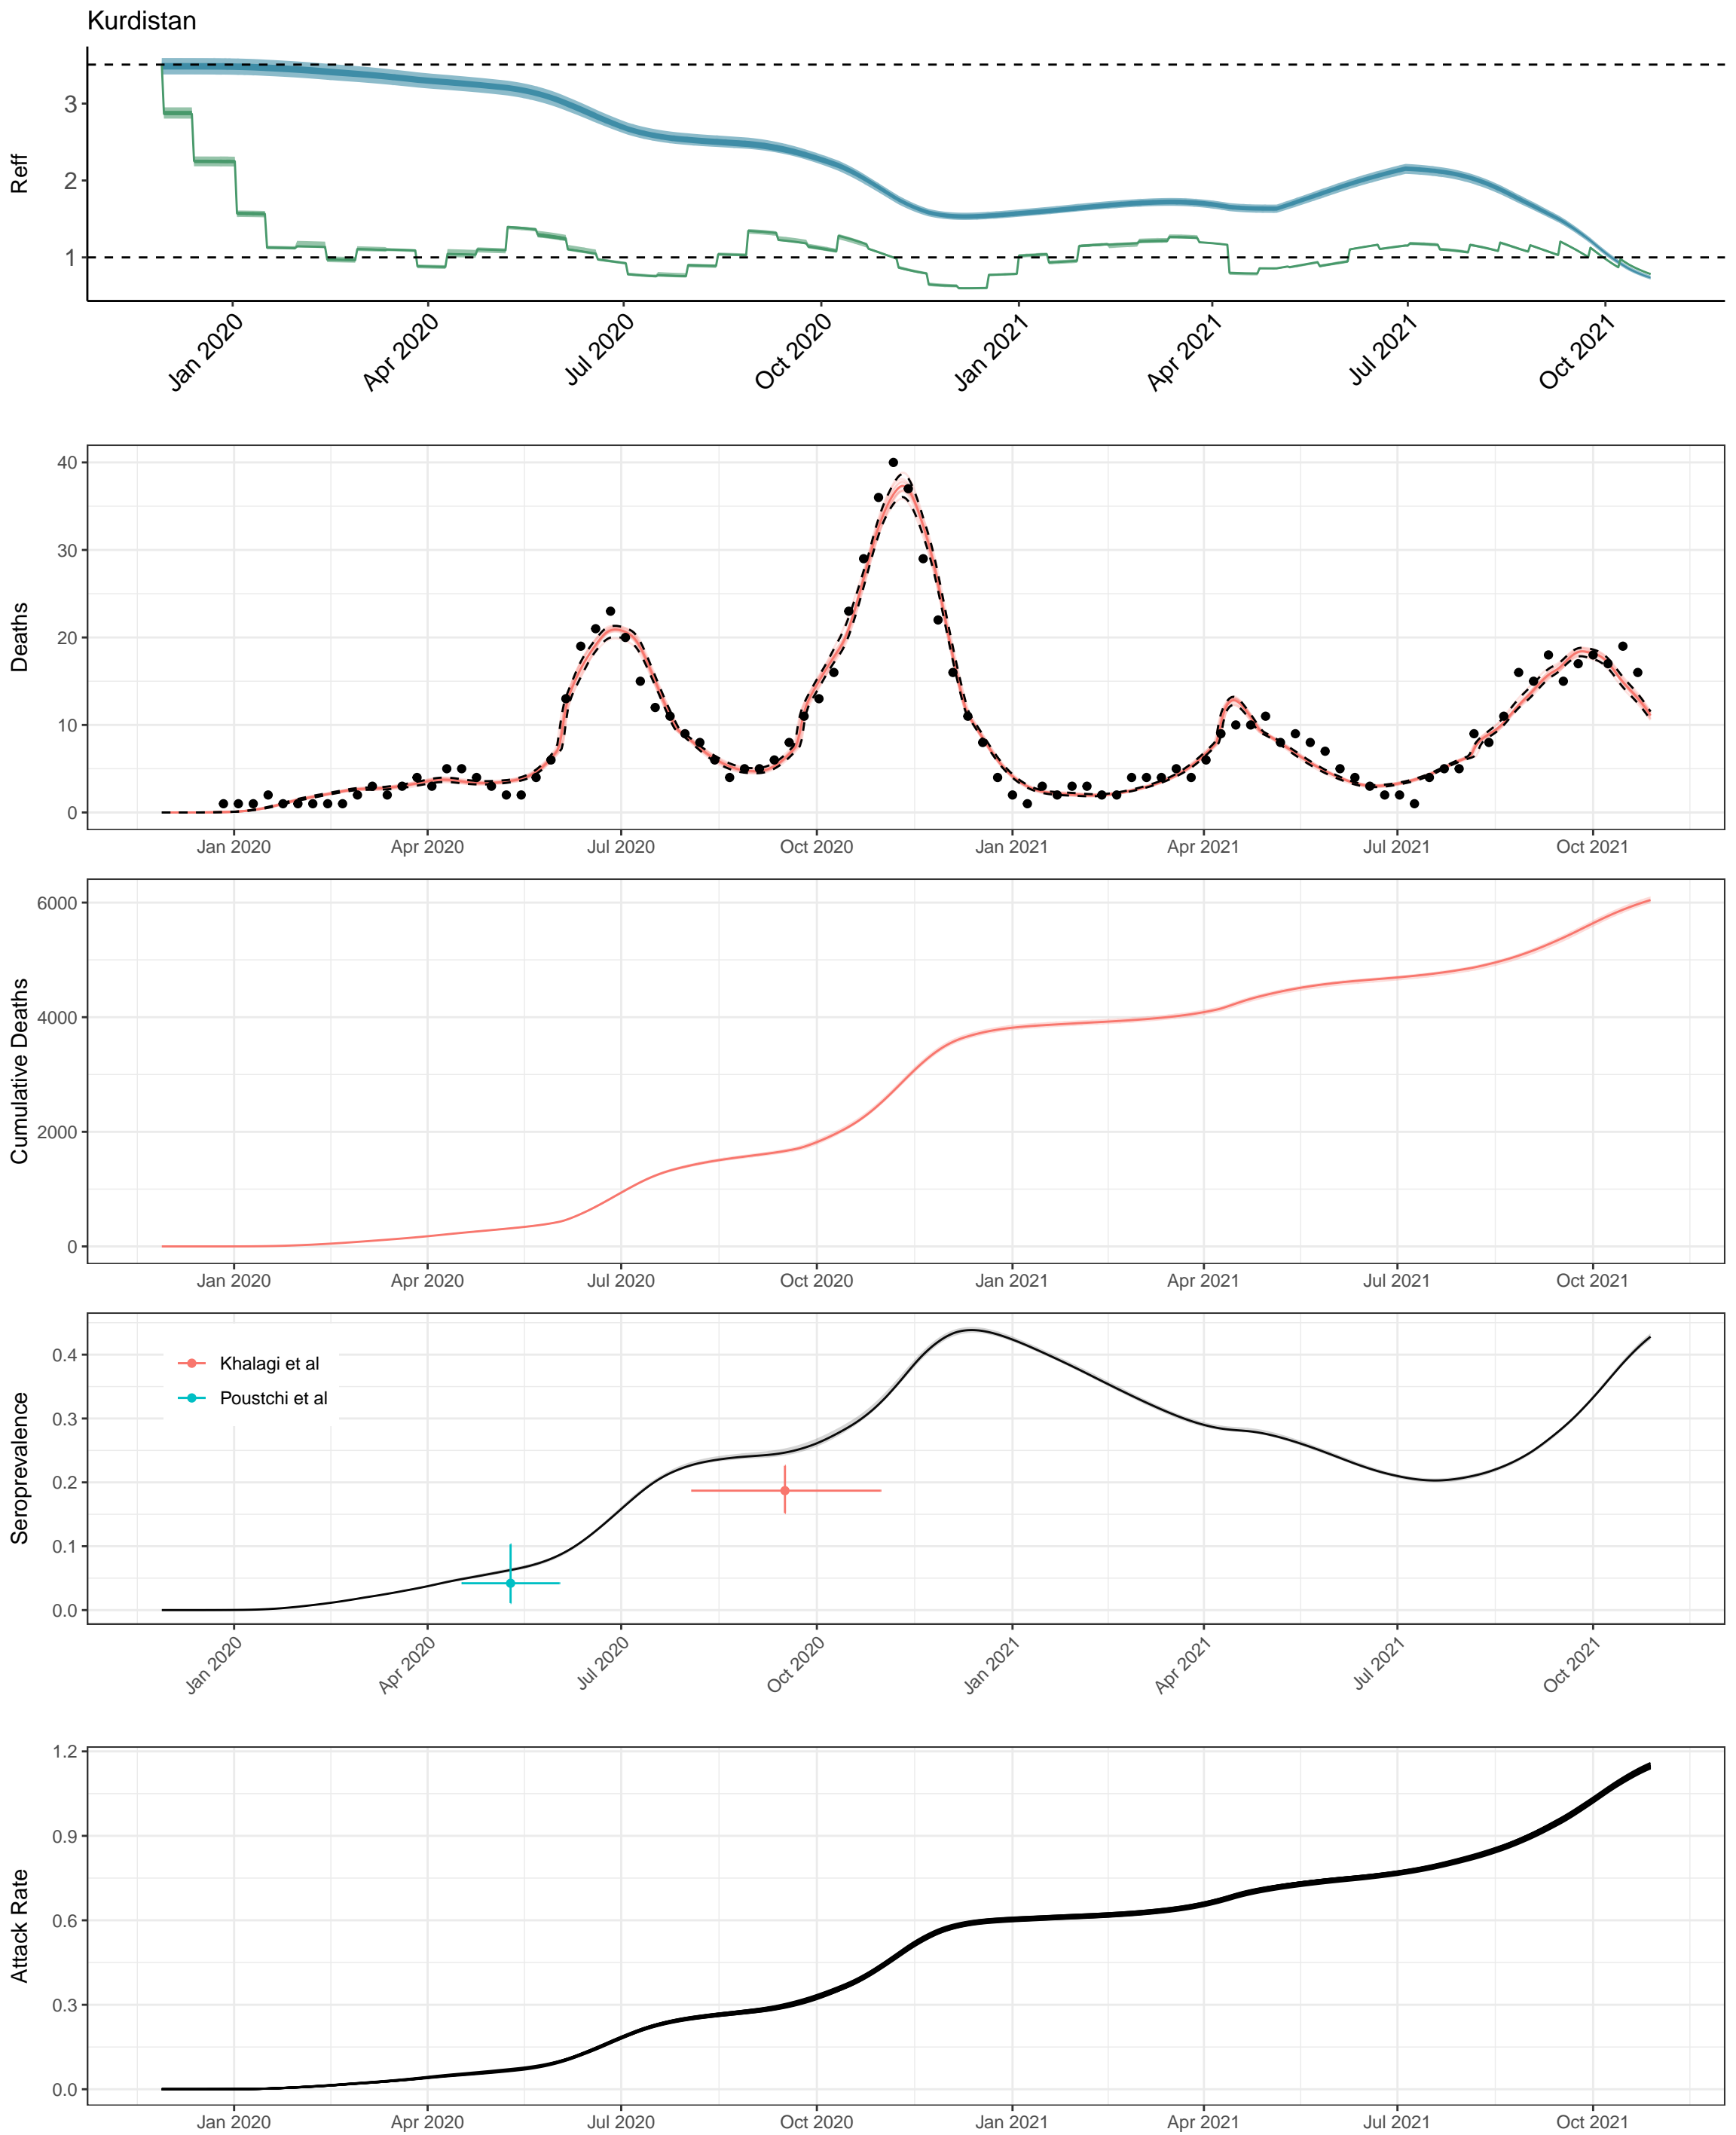 Kurdistan
Reff
3
2
1
Jan 2020
Apr 2020
Jul 2020
Oct 2020
Jan 2021
Apr 2021
Jul 2021
Oct 2021
Deaths
40
30
20
10
0
Jan 2020
Apr 2020
Jul 2020
Oct 2020
Jan 2021
Apr 2021
Jul 2021
Oct 2021
Cumulative Deaths
6000
4000
2000
0
Jan 2020
Apr 2020
Jul 2020
Oct 2020
Jan 2021
Apr 2021
Jul 2021
Oct 2021
Seroprevalence
0.4
0.3
0.2
0.1
0.0
Khalagi et al
Poustchi et al
Jan 2020
Apr 2020
Jul 2020
Oct 2020
Jan 2021
Apr 2021
Jul 2021
Oct 2021
Attack Rate
1.2
0.9
0.6
0.3
0.0
Jan 2020
Apr 2020
Jul 2020
Oct 2020
Jan 2021
Apr 2021
Jul 2021
Oct 2021